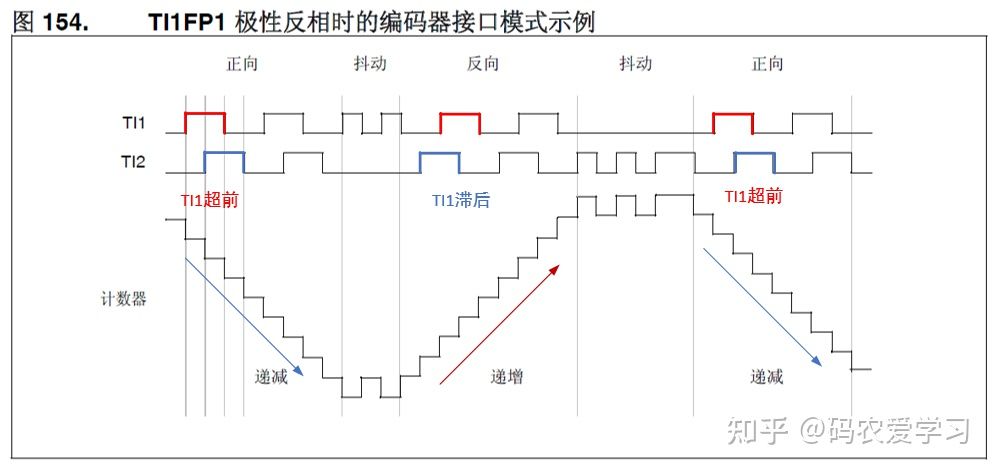 图 154. TI1FP1 极性反相时的编码器接口模式示例
正向 抖动 反向 抖动 正向
TI1
TI2
TI1超前 TI1滞后 TI1超前
计数器
递减 递增 递减
知乎 @码农爱学习